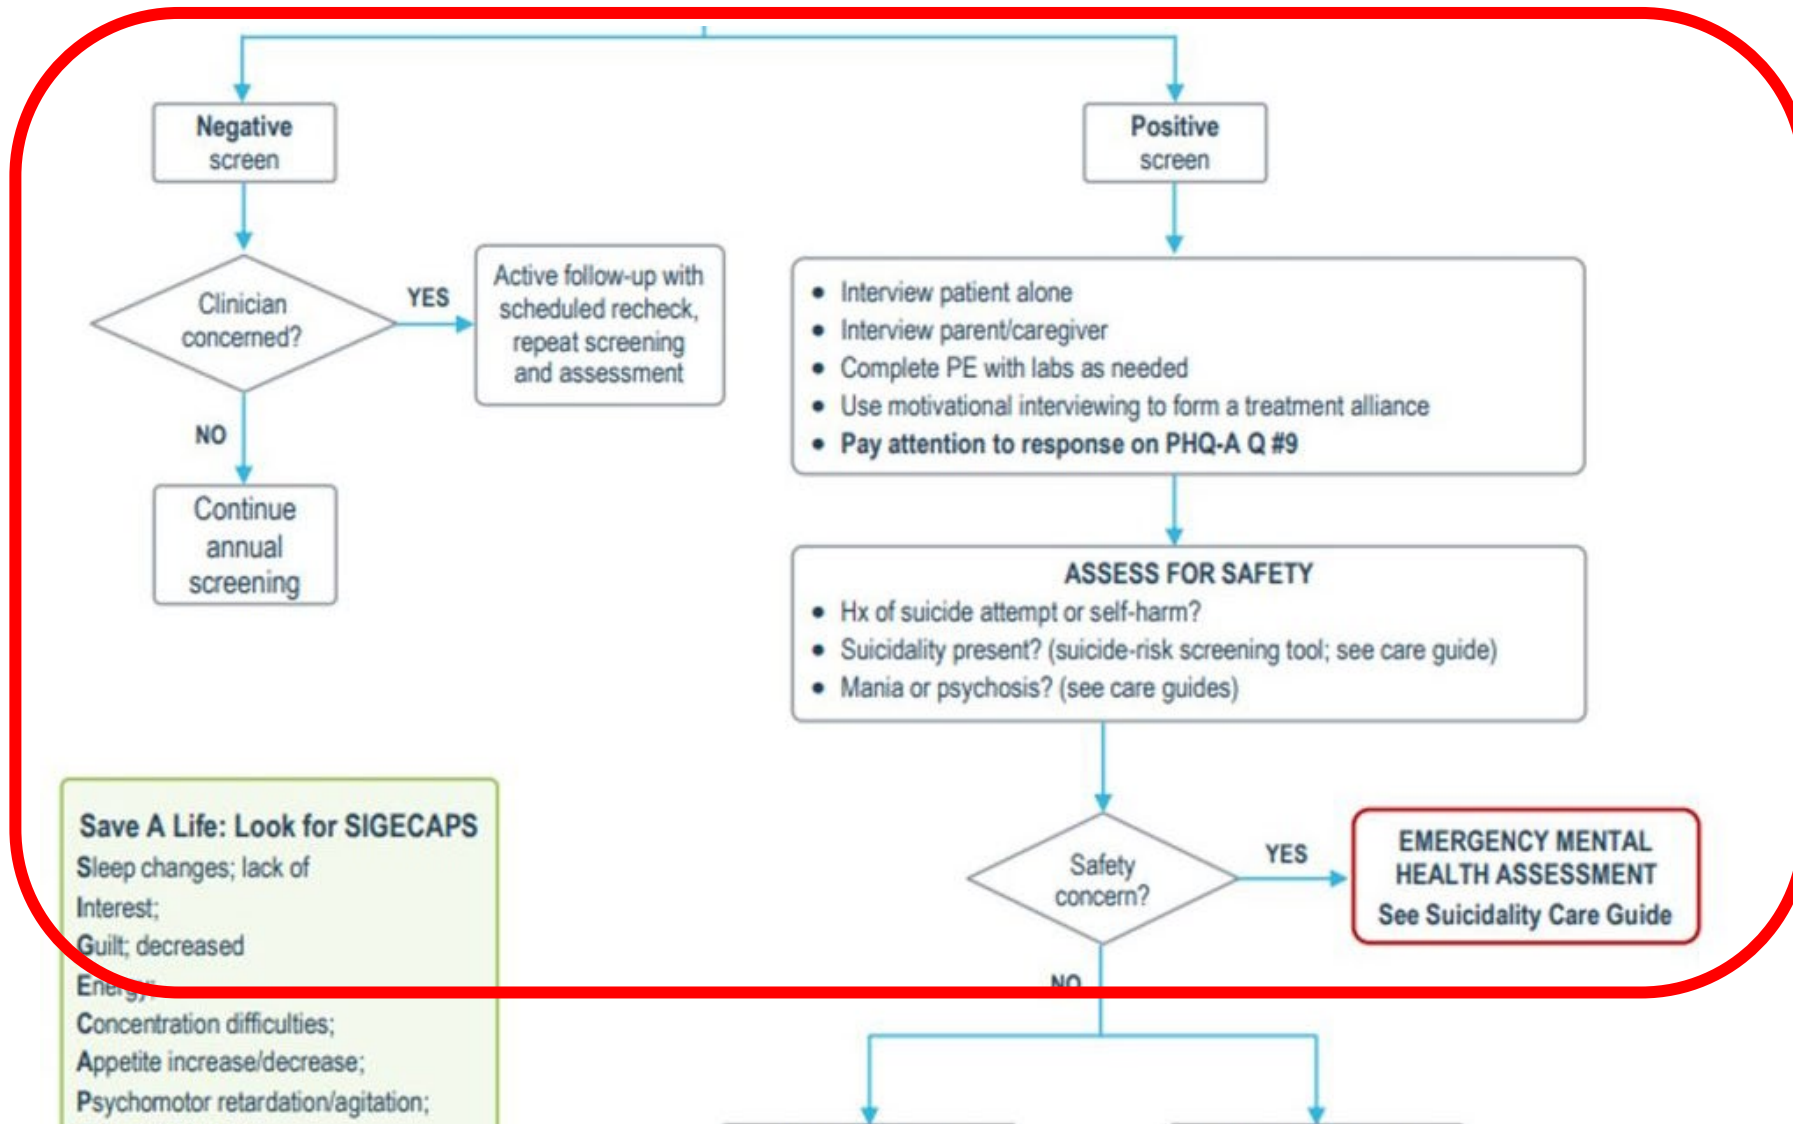 Negative
screen
Clinician
concerned?
YES
Active follow-up with
scheduled recheck,
repeat screening
and assessment
NO
Continue
annual
screening
Positive
screen
• Interview patient alone
• Interview parent/caregiver
• Complete PE with labs as needed
• Use motivational interviewing to form a treatment alliance
• Pay attention to response on PHQ-A Q #9
ASSESS FOR SAFETY
• Hx of suicide attempt or self-harm?
• Suicidality present? (suicide-risk screening tool; see care guide)
• Mania or psychosis? (see care guides)
Safety
concern?
YES
EMERGENCY MENTAL
HEALTH ASSESSMENT
See Suicidality Care Guide
NO
Save A Life: Look for SIGECAPS
Sleep changes; lack of
Interest;
Guilt; decreased
Energy;
Concentration difficulties;
Appetite increase/decrease;
Psychomotor retardation/agitation;